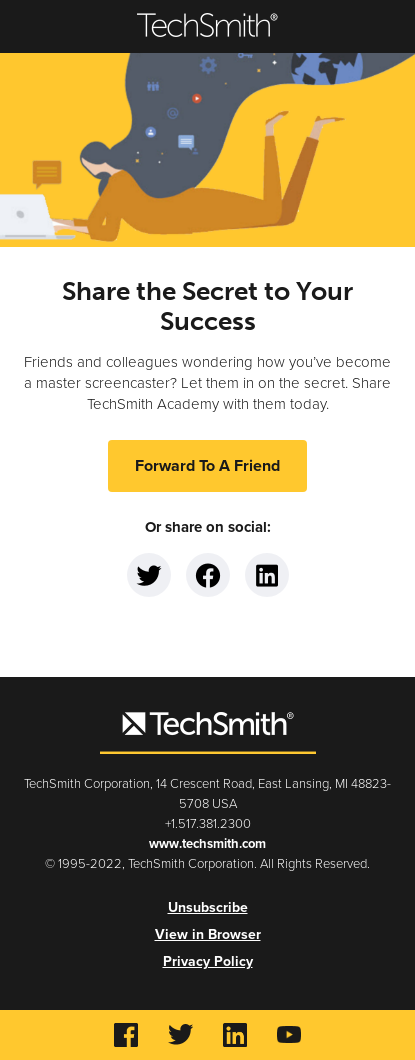 TechSmith®
Share the Secret to Your
Success
Friends and colleagues wondering how you’ve become
a master screencaster? Let them in on the secret. Share
TechSmith Academy with them today.
Forward To A Friend
Or share on social:
TechSmith®
TechSmith Corporation, 14 Crescent Road, East Lansing, MI 48823-
5708 USA
+1.517.381.2300
www.techsmith.com
© 1995-2022, TechSmith Corporation. All Rights Reserved.
Unsubscribe
View in Browser
Privacy Policy